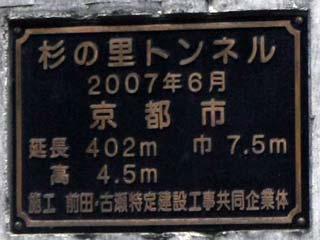 杉の里トンネル
2007年6月
京都市
延長 402m 巾 7.5m
高 4.5m
施工 前田・古瀬特定建設工事共同企業体